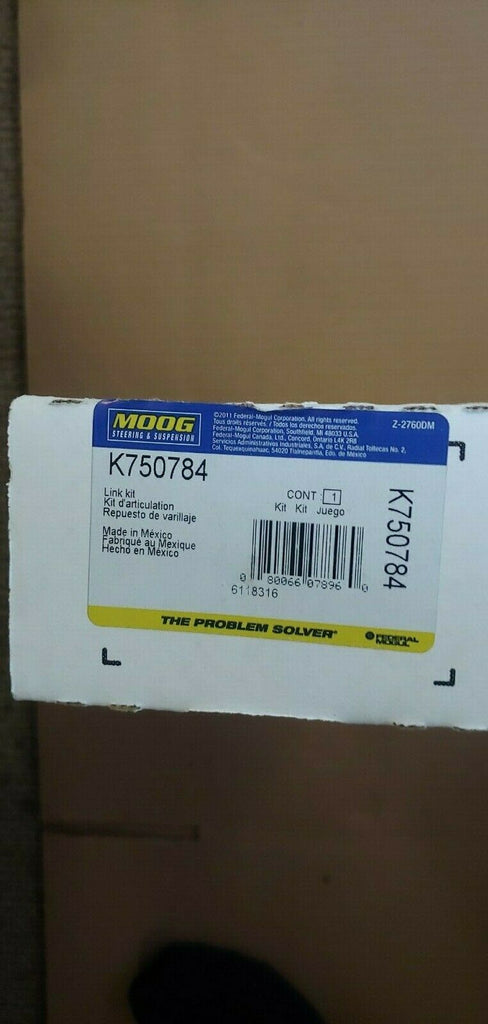 MOOG
STEERING & SUSPENSION
©2011 Federal-Mogul Corporation. All rights reserved.
Tous droits réservés. / Todos los derechos reservados.
Federal-Mogul Corporation, Southfield, MI 48033 U.S.A.
Federal-Mogul Canada, Ltd., Concord, Ontario L4K 2R8
Servicios Administrativos Industriales, S.A. de C.V., Radial Toltecas No. 2,
Col. Tequexquinahuac, 54020 Tlalnepantla, Edo. de México
Z-2760DM
K750784
Link kit
Kit d'articulation
Repuesto de varillaje
Made in México
Fabriqué au Mexique
Hecho en México
CONT 1
Kit Kit Juego
0 80066 07896 0
6118316
K750784
THE PROBLEM SOLVER®
FEDERAL
MOGUL